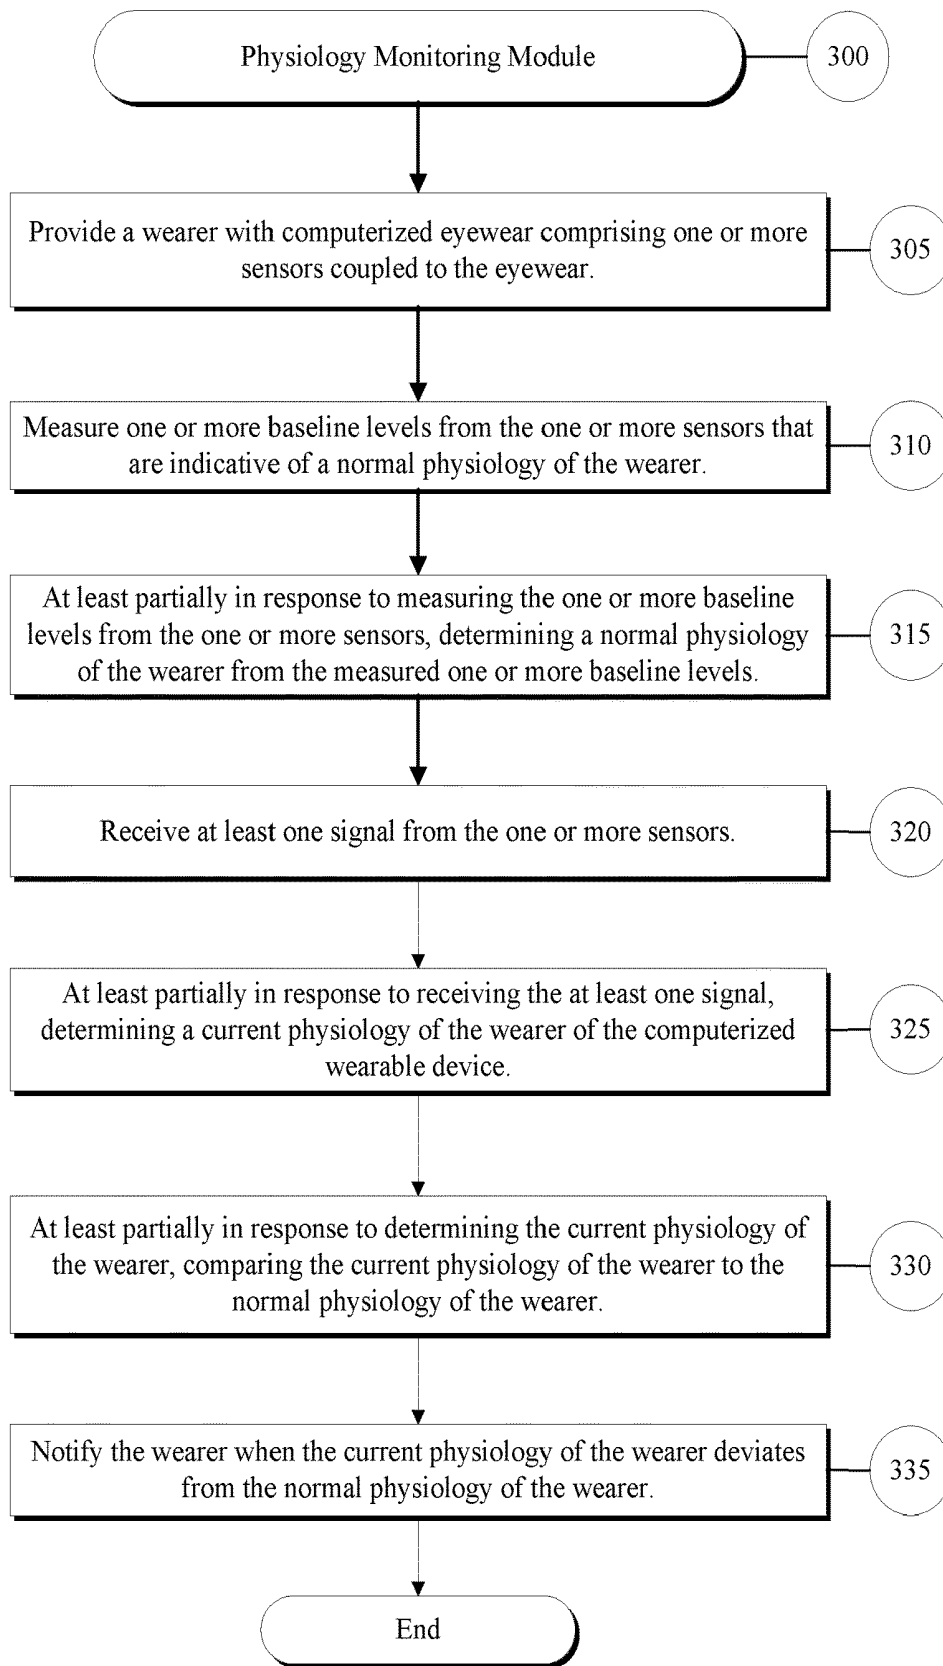 Physiology Monitoring Module
300
Provide a wearer with computerized eyewear comprising one or more
sensors coupled to the eyewear.
305
Measure one or more baseline levels from the one or more sensors that
are indicative of a normal physiology of the wearer.
310
At least partially in response to measuring the one or more baseline
levels from the one or more sensors, determining a normal physiology
of the wearer from the measured one or more baseline levels.
315
Receive at least one signal from the one or more sensors.
320
At least partially in response to receiving the at least one signal,
determining a current physiology of the wearer of the computerized
wearable device.
325
At least partially in response to determining the current physiology of
the wearer, comparing the current physiology of the wearer to the
normal physiology of the wearer.
330
Notify the wearer when the current physiology of the wearer deviates
from the normal physiology of the wearer.
335
End